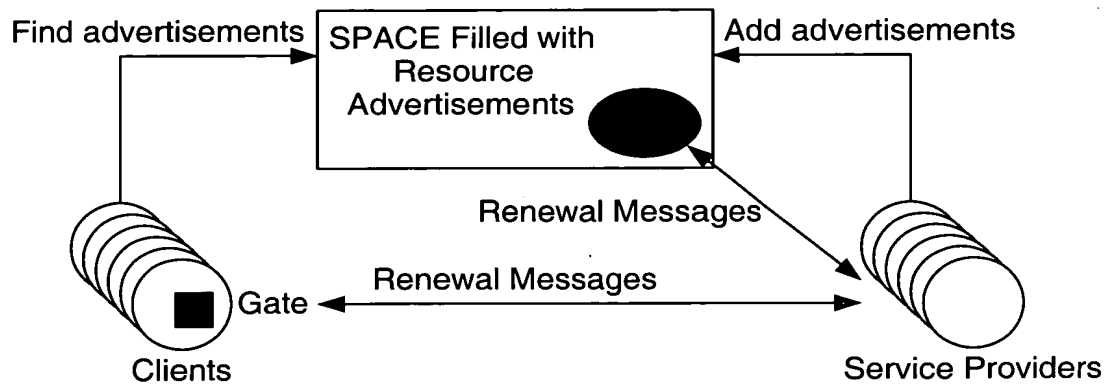 Find advertisements
SPACE Filled with
Resource
Advertisements
Add advertisements
Renewal Messages
Renewal Messages
Gate
Clients
Service Providers